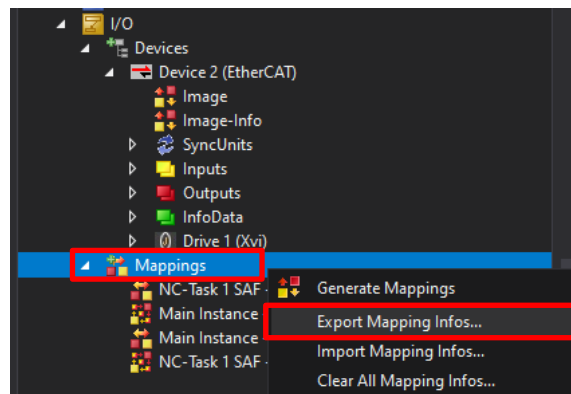 I/O
Devices
Device 2 (EtherCAT)
Image
Image-Info
SyncUnits
Inputs
Outputs
InfoData
Drive 1 (Xvi)
Mappings
NC-Task 1 SAF -
Main Instance -
Main Instance -
NC-Task 1 SAF -
Generate Mappings
Export Mapping Infos...
Import Mapping Infos...
Clear All Mapping Infos...